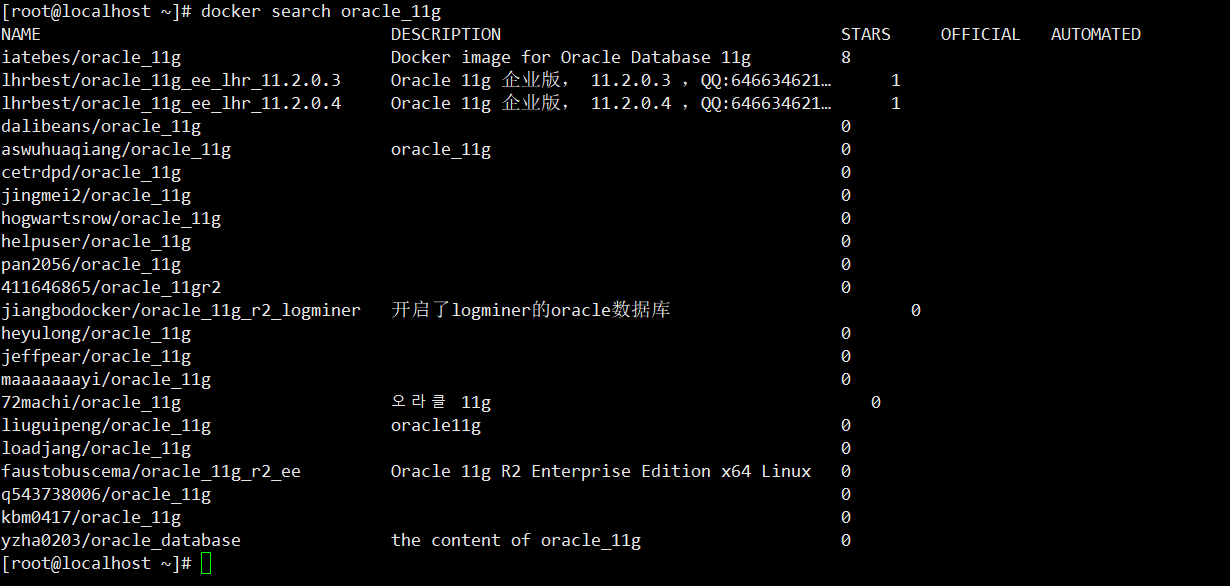 [root@localhost ~]# docker search oracle_11g
NAME DESCRIPTION STARS OFFICIAL AUTOMATED
iatebes/oracle_11g Docker image for Oracle Database 11g 8
lhrbest/oracle_11g_ee_lhr_11.2.0.3 Oracle 11g 企业版， 11.2.0.3 ，QQ:646634621… 1
lhrbest/oracle_11g_ee_lhr_11.2.0.4 Oracle 11g 企业版， 11.2.0.4 ，QQ:646634621… 1
dalibeans/oracle_11g 0
aswuhuaqiang/oracle_11g oracle_11g 0
cetrdpd/oracle_11g 0
jingmei2/oracle_11g 0
hogwartsrow/oracle_11g 0
helpuser/oracle_11g 0
pan2056/oracle_11g 0
411646865/oracle_11gr2 0
jiangbodocker/oracle_11g_r2_logminer 开启了logminer的oracle数据库 0
heyulong/oracle_11g 0
jeffpear/oracle_11g 0
maaaaaaayi/oracle_11g 0
72machi/oracle_11g 오라클 11g 0
liuguipeng/oracle_11g oracle11g 0
loadjang/oracle_11g 0
faustobuscema/oracle_11g_r2_ee Oracle 11g R2 Enterprise Edition x64 Linux 0
q543738006/oracle_11g 0
kbm0417/oracle_11g 0
yzha0203/oracle_database the content of oracle_11g 0
[root@localhost ~]#